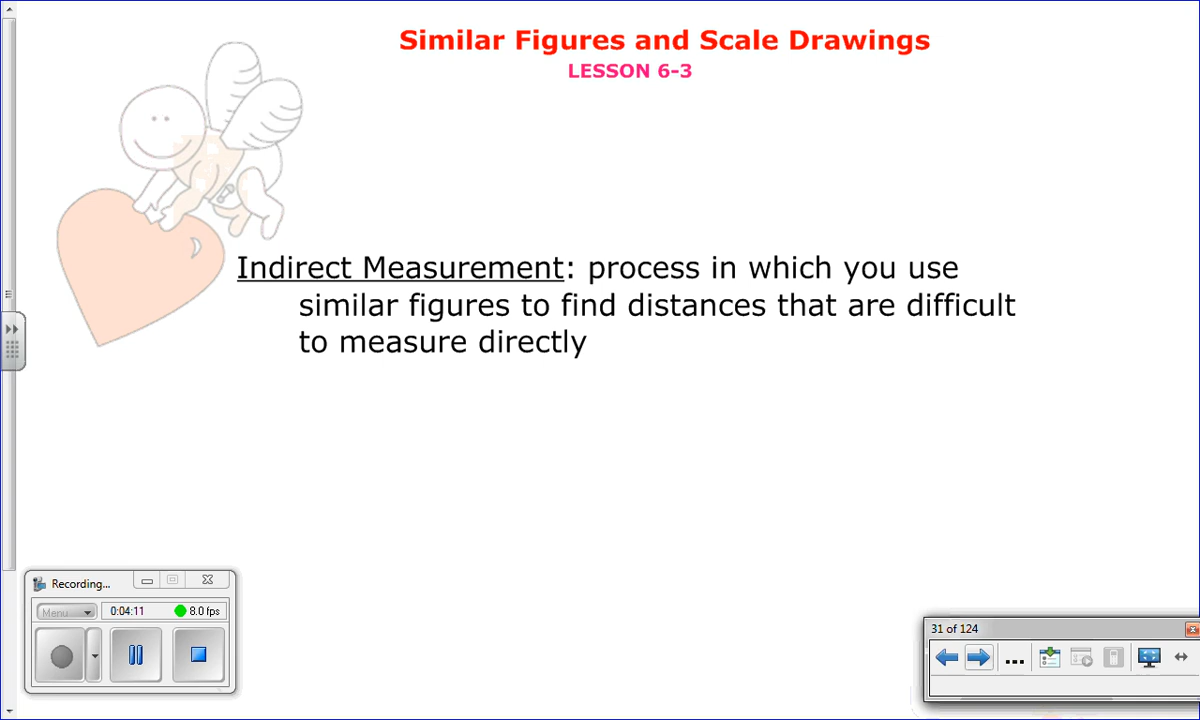 Similar Figures and Scale Drawings
LESSON 6-3
Indirect Measurement: process in which you use
similar figures to find distances that are difficult
to measure directly
Recording...
Menu
0:04:11
8.0 fps
31 of 124
...